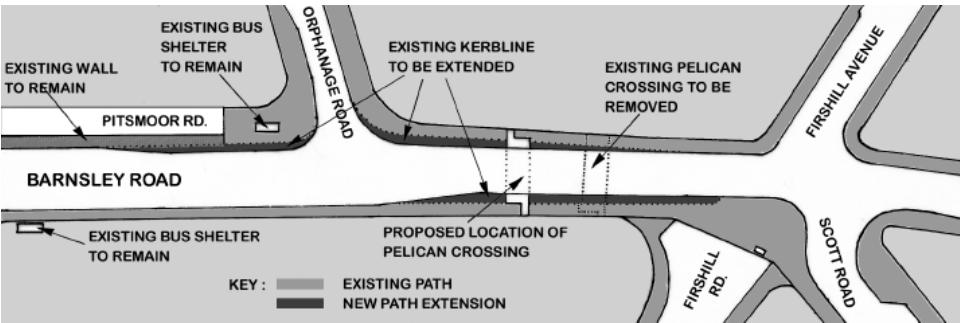 EXISTING BUS
SHELTER
TO REMAIN
ORPHANAGE ROAD
EXISTING KERBLINE
TO BE EXTENDED
EXISTING PELICAN
CROSSING TO BE
REMOVED
FIRSHILL AVENUE
EXISTING WALL
TO REMAIN
PITSMOOR RD.
BARNSLEY ROAD
EXISTING BUS SHELTER
TO REMAIN
PROPOSED LOCATION OF
PELICAN CROSSING
FIRSHILL
RD.
SCOTT ROAD
KEY :
EXISTING PATH
NEW PATH EXTENSION